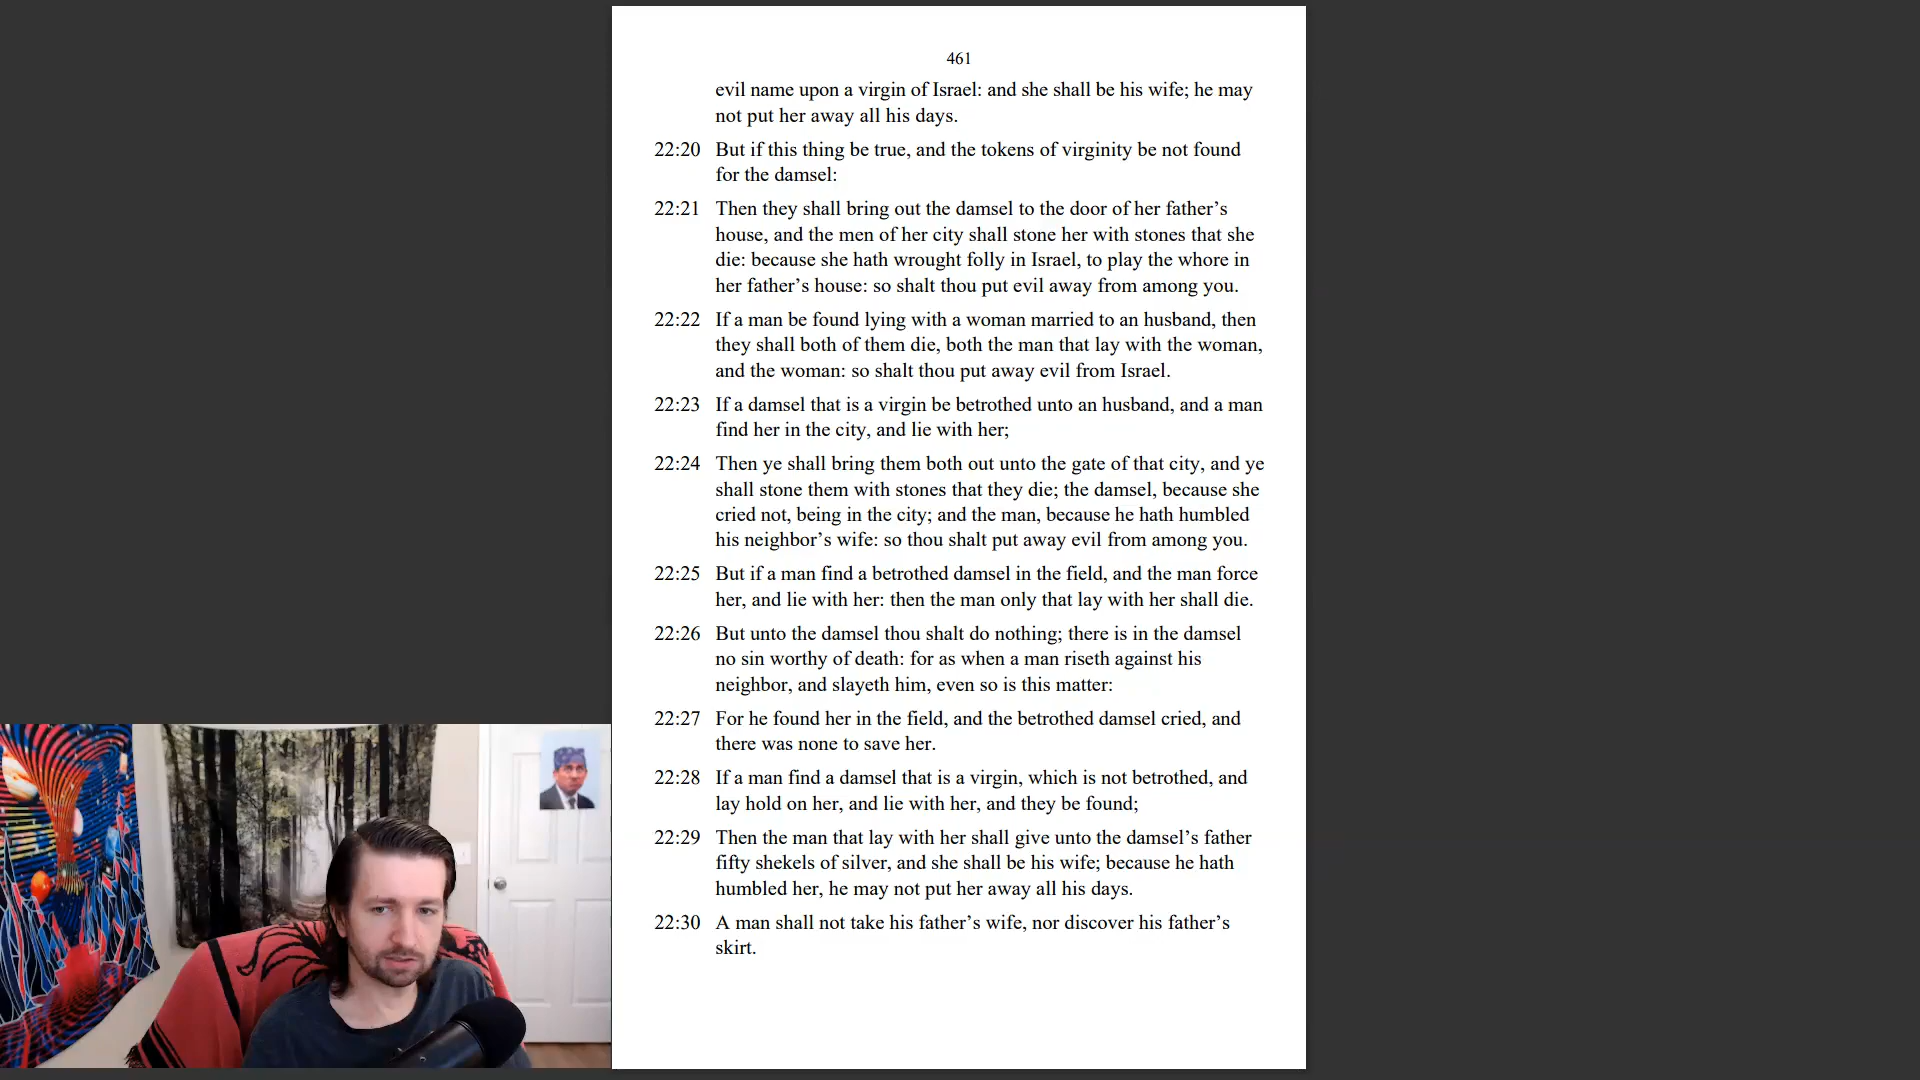 461
evil name upon a virgin of Israel: and she shall be his wife; he may
not put her away all his days.
22:20 But if this thing be true, and the tokens of virginity be not found
for the damsel:
22:21 Then they shall bring out the damsel to the door of her father’s
house, and the men of her city shall stone her with stones that she
die: because she hath wrought folly in Israel, to play the whore in
her father’s house: so shalt thou put evil away from among you.
22:22 If a man be found lying with a woman married to an husband, then
they shall both of them die, both the man that lay with the woman,
and the woman: so shalt thou put away evil from Israel.
22:23 If a damsel that is a virgin be betrothed unto an husband, and a man
find her in the city, and lie with her;
22:24 Then ye shall bring them both out unto the gate of that city, and ye
shall stone them with stones that they die; the damsel, because she
cried not, being in the city; and the man, because he hath humbled
his neighbor’s wife: so thou shalt put away evil from among you.
22:25 But if a man find a betrothed damsel in the field, and the man force
her, and lie with her: then the man only that lay with her shall die.
22:26 But unto the damsel thou shalt do nothing; there is in the damsel
no sin worthy of death: for as when a man riseth against his
neighbor, and slayeth him, even so is this matter:
22:27 For he found her in the field, and the betrothed damsel cried, and
there was none to save her.
22:28 If a man find a damsel that is a virgin, which is not betrothed, and
lay hold on her, and lie with her, and they be found;
22:29 Then the man that lay with her shall give unto the damsel’s father
fifty shekels of silver, and she shall be his wife; because he hath
humbled her, he may not put her away all his days.
22:30 A man shall not take his father’s wife, nor discover his father’s
skirt.